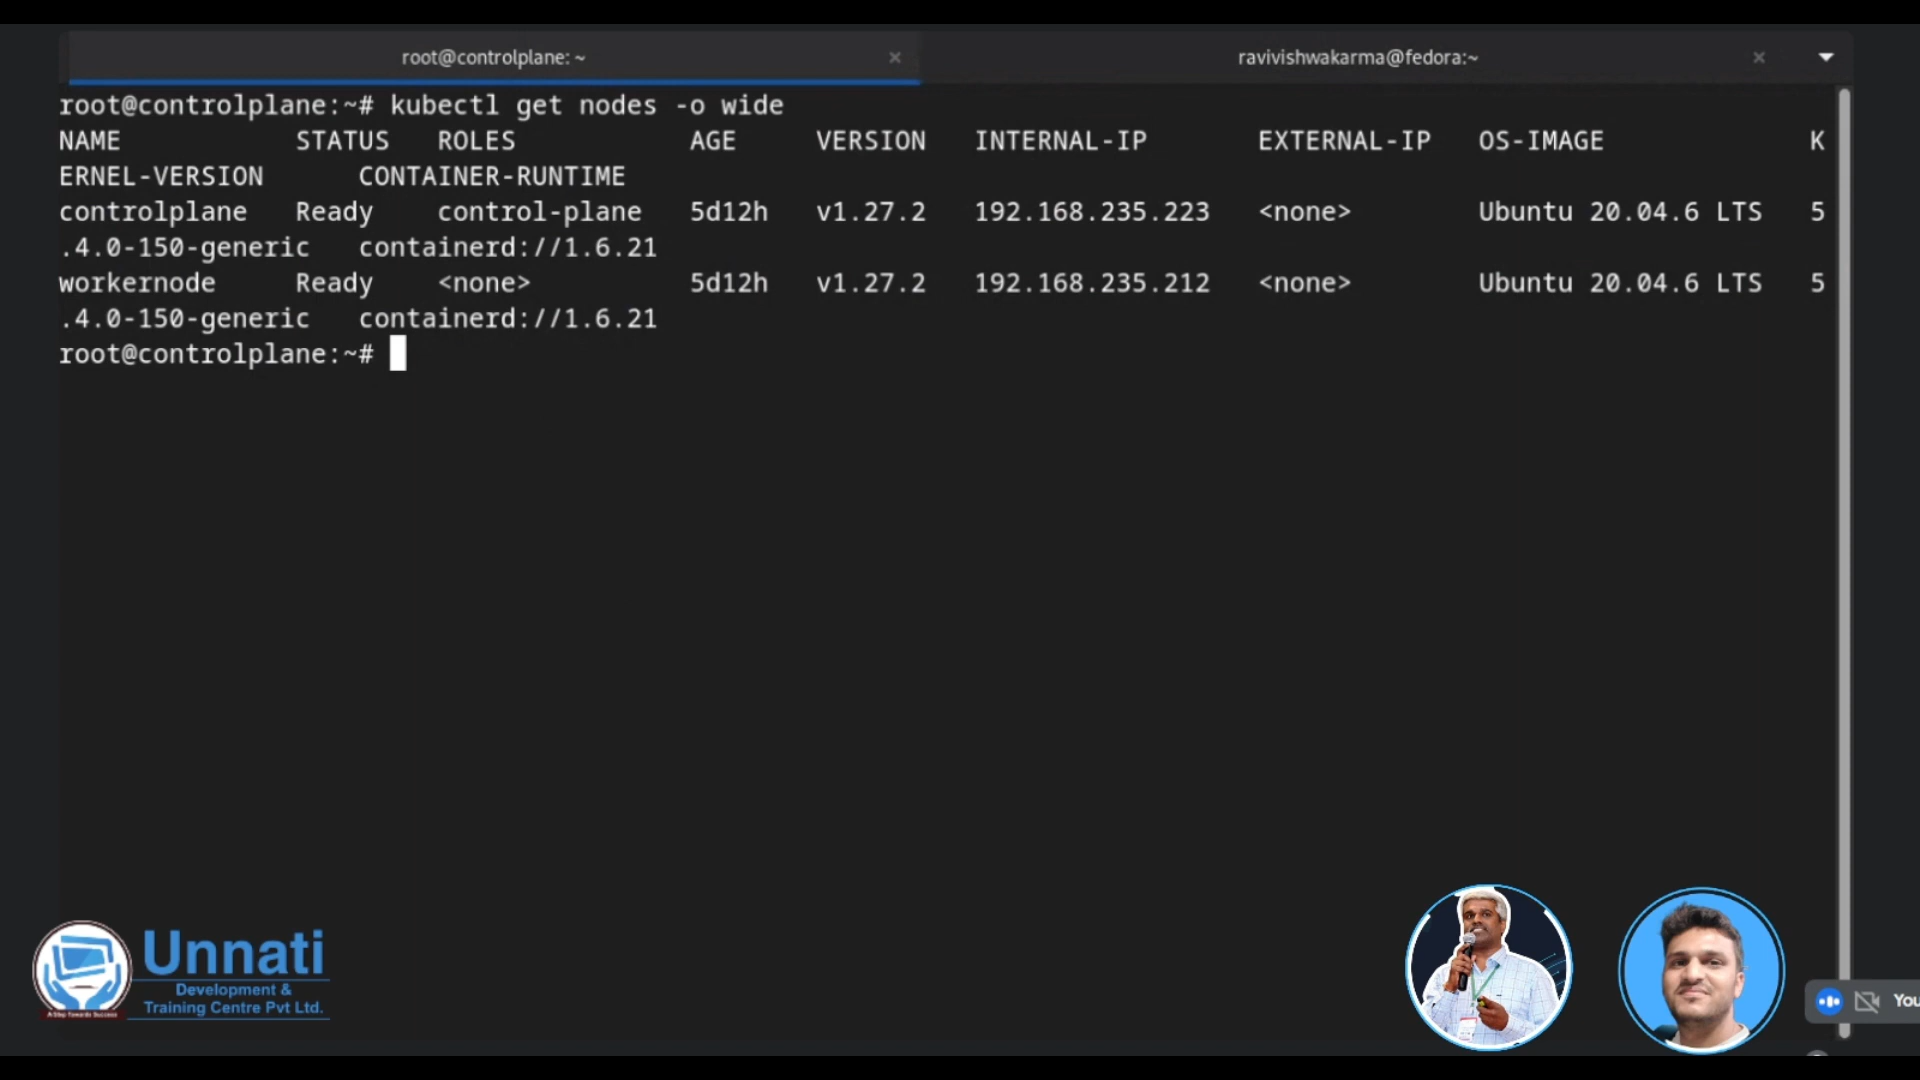 root@controlplane: ~ × ravivishwakarma@fedora:~ ×
root@controlplane:~# kubectl get nodes -o wide
NAME STATUS ROLES AGE VERSION INTERNAL-IP EXTERNAL-IP OS-IMAGE K
ERNEL-VERSION CONTAINER-RUNTIME
controlplane Ready control-plane 5d12h v1.27.2 192.168.235.223 <none> Ubuntu 20.04.6 LTS 5
.4.0-150-generic containerd://1.6.21
workernode Ready <none> 5d12h v1.27.2 192.168.235.212 <none> Ubuntu 20.04.6 LTS 5
.4.0-150-generic containerd://1.6.21
root@controlplane:~#
Unnati
Development &
Training Centre Pvt Ltd.
A Step Towards Success
You